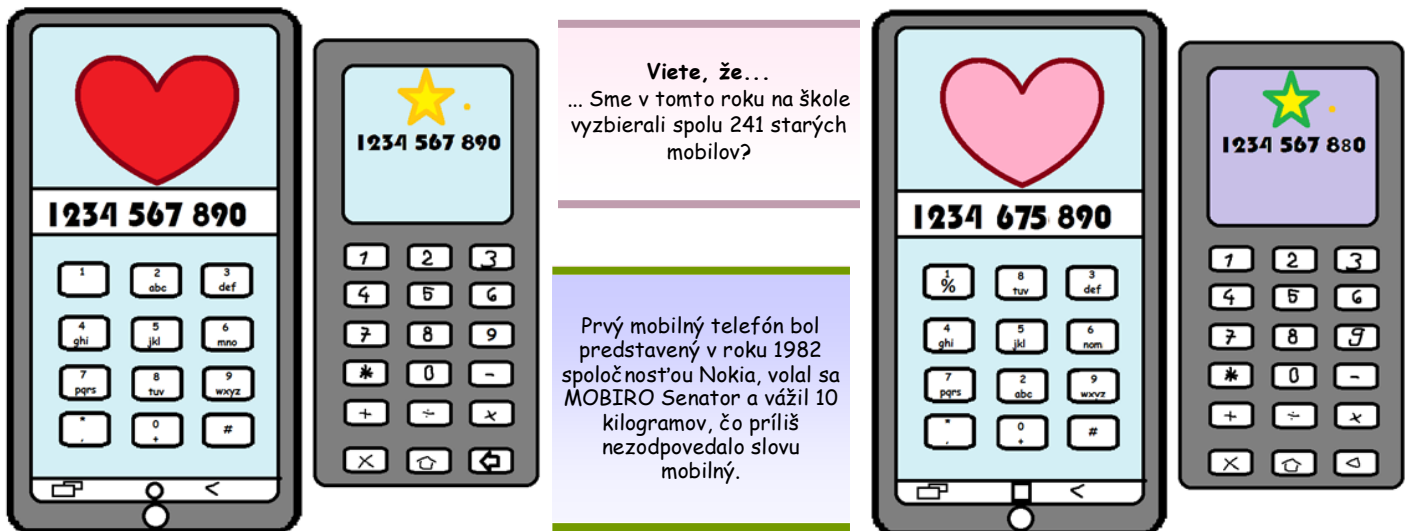 1234 567 890
1
2 abc
3 def
4 ghi
5 jkl
6 mno
7 pqrs
8 tuv
9 wxyz
* ,
0 +
#
<
1234 567 890
1 2 3
4 5 6
7 8 9
* 0 -
+ ÷ x
Viete, že...
... Sme v tomto roku na škole
vyzbierali spolu 241 starých
mobilov?
Prvý mobilný telefón bol
predstavený v roku 1982
spoločnosťou Nokia, volal sa
MOBIRO Senator a vážil 10
kilogramov, čo príliš
nezodpovedalo slovu
mobilný.
1234 675 890
1 %
8 tuv
3 def
4 ghi
5 jkl
6 nom
7 pqrs
2 abc
9 wxyz
* ,
0 +
#
<
1234 567 880
1 2 3
4 5 6
7 8 9
* 0 -
+ ÷ x